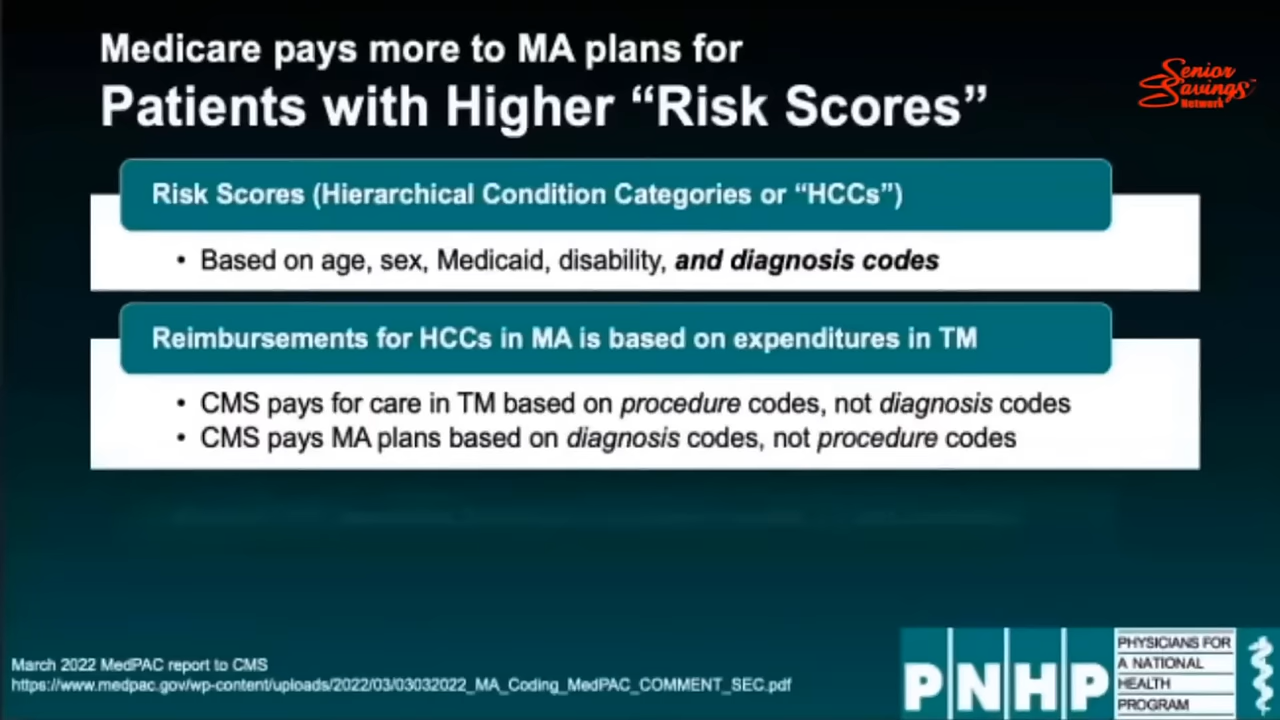 Medicare pays more to MA plans for
Patients with Higher “Risk Scores”
Senior
Savings™
Network
Risk Scores (Hierarchical Condition Categories or “HCCs”)
• Based on age, sex, Medicaid, disability, and diagnosis codes
Reimbursements for HCCs in MA is based on expenditures in TM
• CMS pays for care in TM based on procedure codes, not diagnosis codes
• CMS pays MA plans based on diagnosis codes, not procedure codes
March 2022 MedPAC report to CMS
https://www.medpac.gov/wp-content/uploads/2022/03/03032022_MA_Coding_MedPAC_COMMENT_SEC.pdf
PNHP
PHYSICIANS FOR
A NATIONAL
HEALTH
PROGRAM